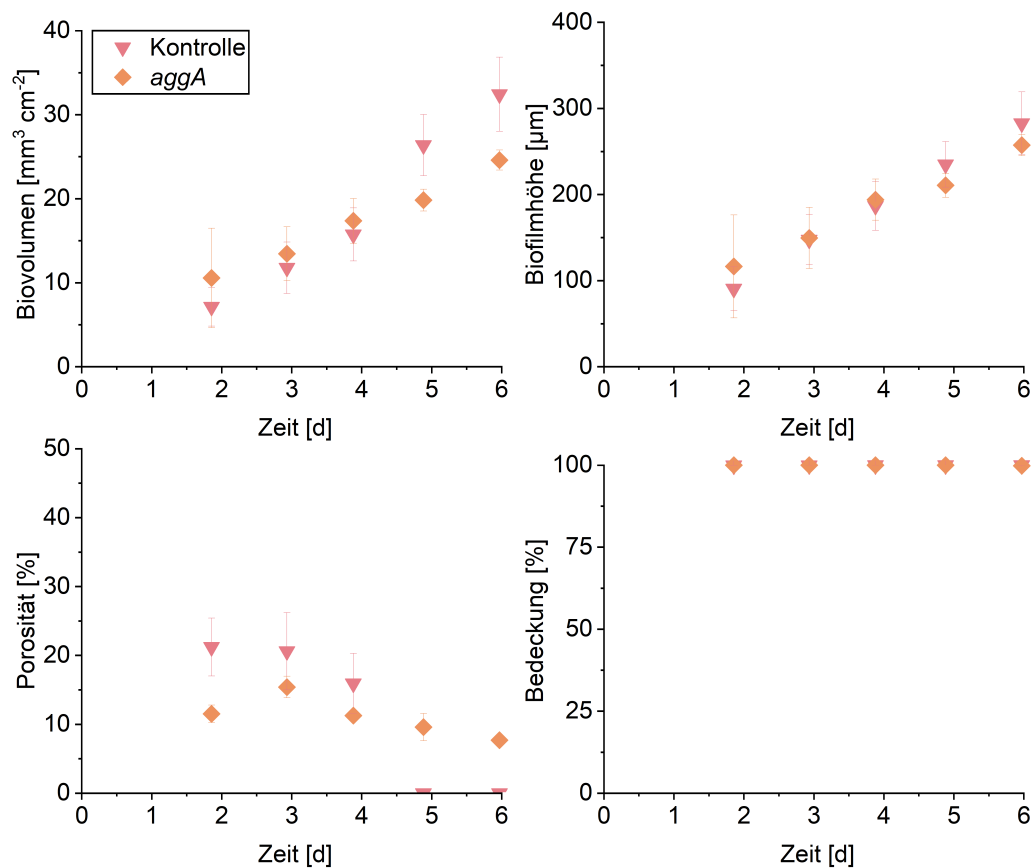 Kontrolle
aggA
Biovolumen [mm³ cm⁻²]
40
30
20
10
0
0 1 2 3 4 5 6
Zeit [d]
Biofilmhöhe [µm]
400
300
200
100
0
0 1 2 3 4 5 6
Zeit [d]
Porosität [%]
50
40
30
20
10
0
0 1 2 3 4 5 6
Zeit [d]
Bedeckung [%]
100
75
50
25
0
0 1 2 3 4 5 6
Zeit [d]